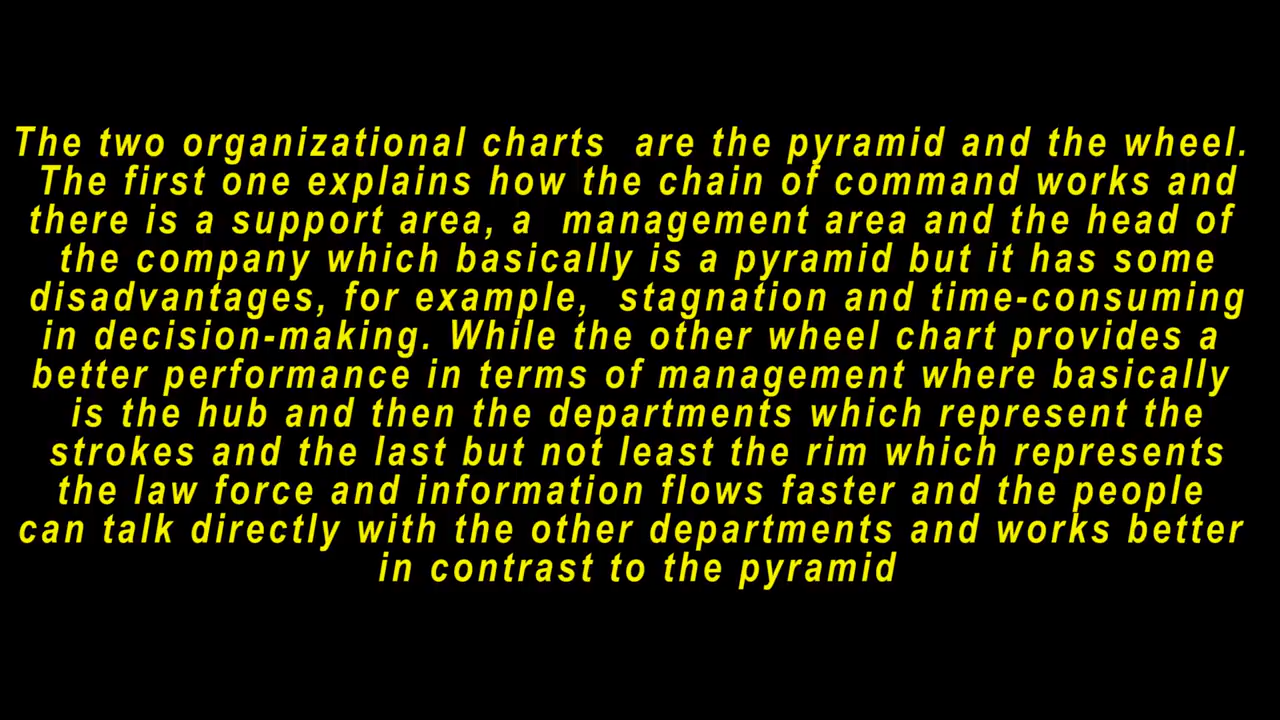 The two organizational charts  are the pyramid and the wheel.
The first one explains how the chain of command works and
there is a support area, a  management area and the head of
the company which basically is a pyramid but it has some
disadvantages, for example,  stagnation and time-consuming
in decision-making. While the other wheel chart provides a
better performance in terms of management where basically
is the hub and then the departments which represent the
strokes and the last but not least the rim which represents
the law force and information flows faster and the people
can talk directly with the other departments and works better
in contrast to the pyramid